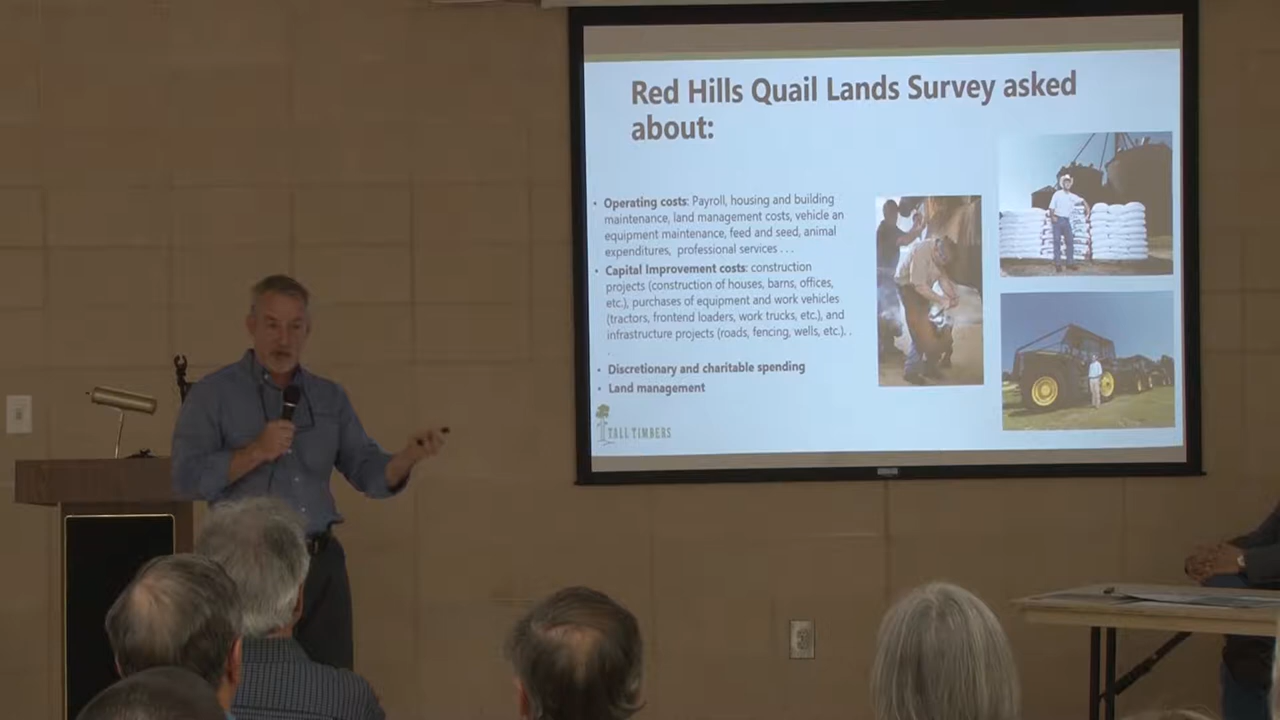 Red Hills Quail Lands Survey asked
about:
• Operating costs: Payroll, housing and building
maintenance, land management costs, vehicle an
equipment maintenance, feed and seed, animal
expenditures, professional services . . .
• Capital Improvement costs: construction
projects (construction of houses, barns, offices,
etc.), purchases of equipment and work vehicles
(tractors, frontend loaders, work trucks, etc.), and
infrastructure projects (roads, fencing, wells, etc.). .
.
• Discretionary and charitable spending
• Land management
TALL TIMBERS